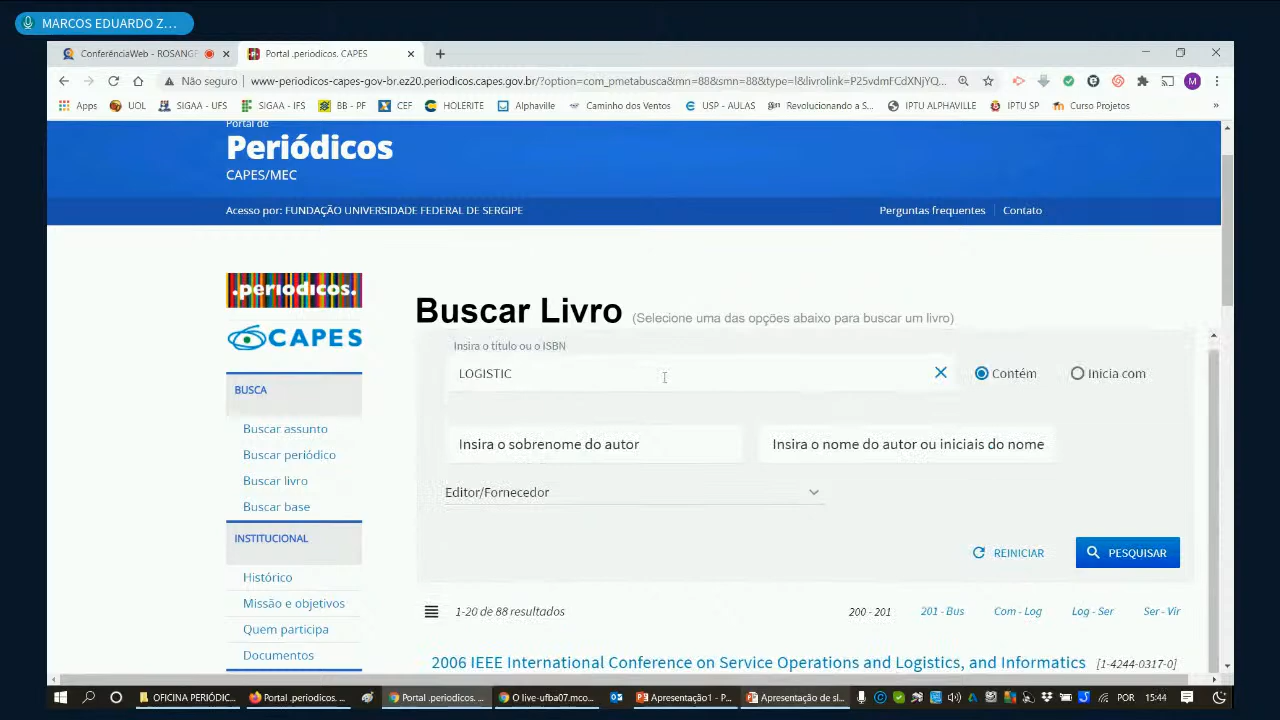 MARCOS EDUARDO Z...
ConferênciaWeb - ROSANGE
Portal .periodicos. CAPES
Não seguro
www-periodicos-capes-gov-br.ez20.periodicos.capes.gov.br/?option=com_pmetabusca&mn=88&smn=88&type=l&livrolink=P25vdmFCdXNjYQ...
M
Apps
UOL
SIGAA - UFS
SIGAA - IFS
BB - PF
CEF
HOLERITE
Alphaville
Caminho dos Ventos
USP - AULAS
Revolucionando a S...
IPTU ALPHAVILLE
IPTU SP
Curso Projetos
»
Portal de
Periódicos
CAPES/MEC
Acesso por: FUNDAÇÃO UNIVERSIDADE FEDERAL DE SERGIPE
Perguntas frequentes
Contato
.periodicos.
CAPES
BUSCA
Buscar assunto
Buscar periódico
Buscar livro
Buscar base
INSTITUCIONAL
Histórico
Missão e objetivos
Quem participa
Documentos
Buscar Livro (Selecione uma das opções abaixo para buscar um livro)
Insira o título ou o ISBN
LOGISTIC
Contém
Inicia com
Insira o sobrenome do autor
Insira o nome do autor ou iniciais do nome
Editor/Fornecedor
REINICIAR
PESQUISAR
1-20 de 88 resultados
200 - 201
201 - Bus
Com - Log
Log - Ser
Ser - Vir
2006 IEEE International Conference on Service Operations and Logistics, and Informatics [1-4244-0317-0]
OFICINA PERIÓDIC...
Portal .periodicos. ...
Portal .periodicos. ...
O live-ufba07.mco...
Apresentação1 - P...
Apresentação de sl...
POR
15:44